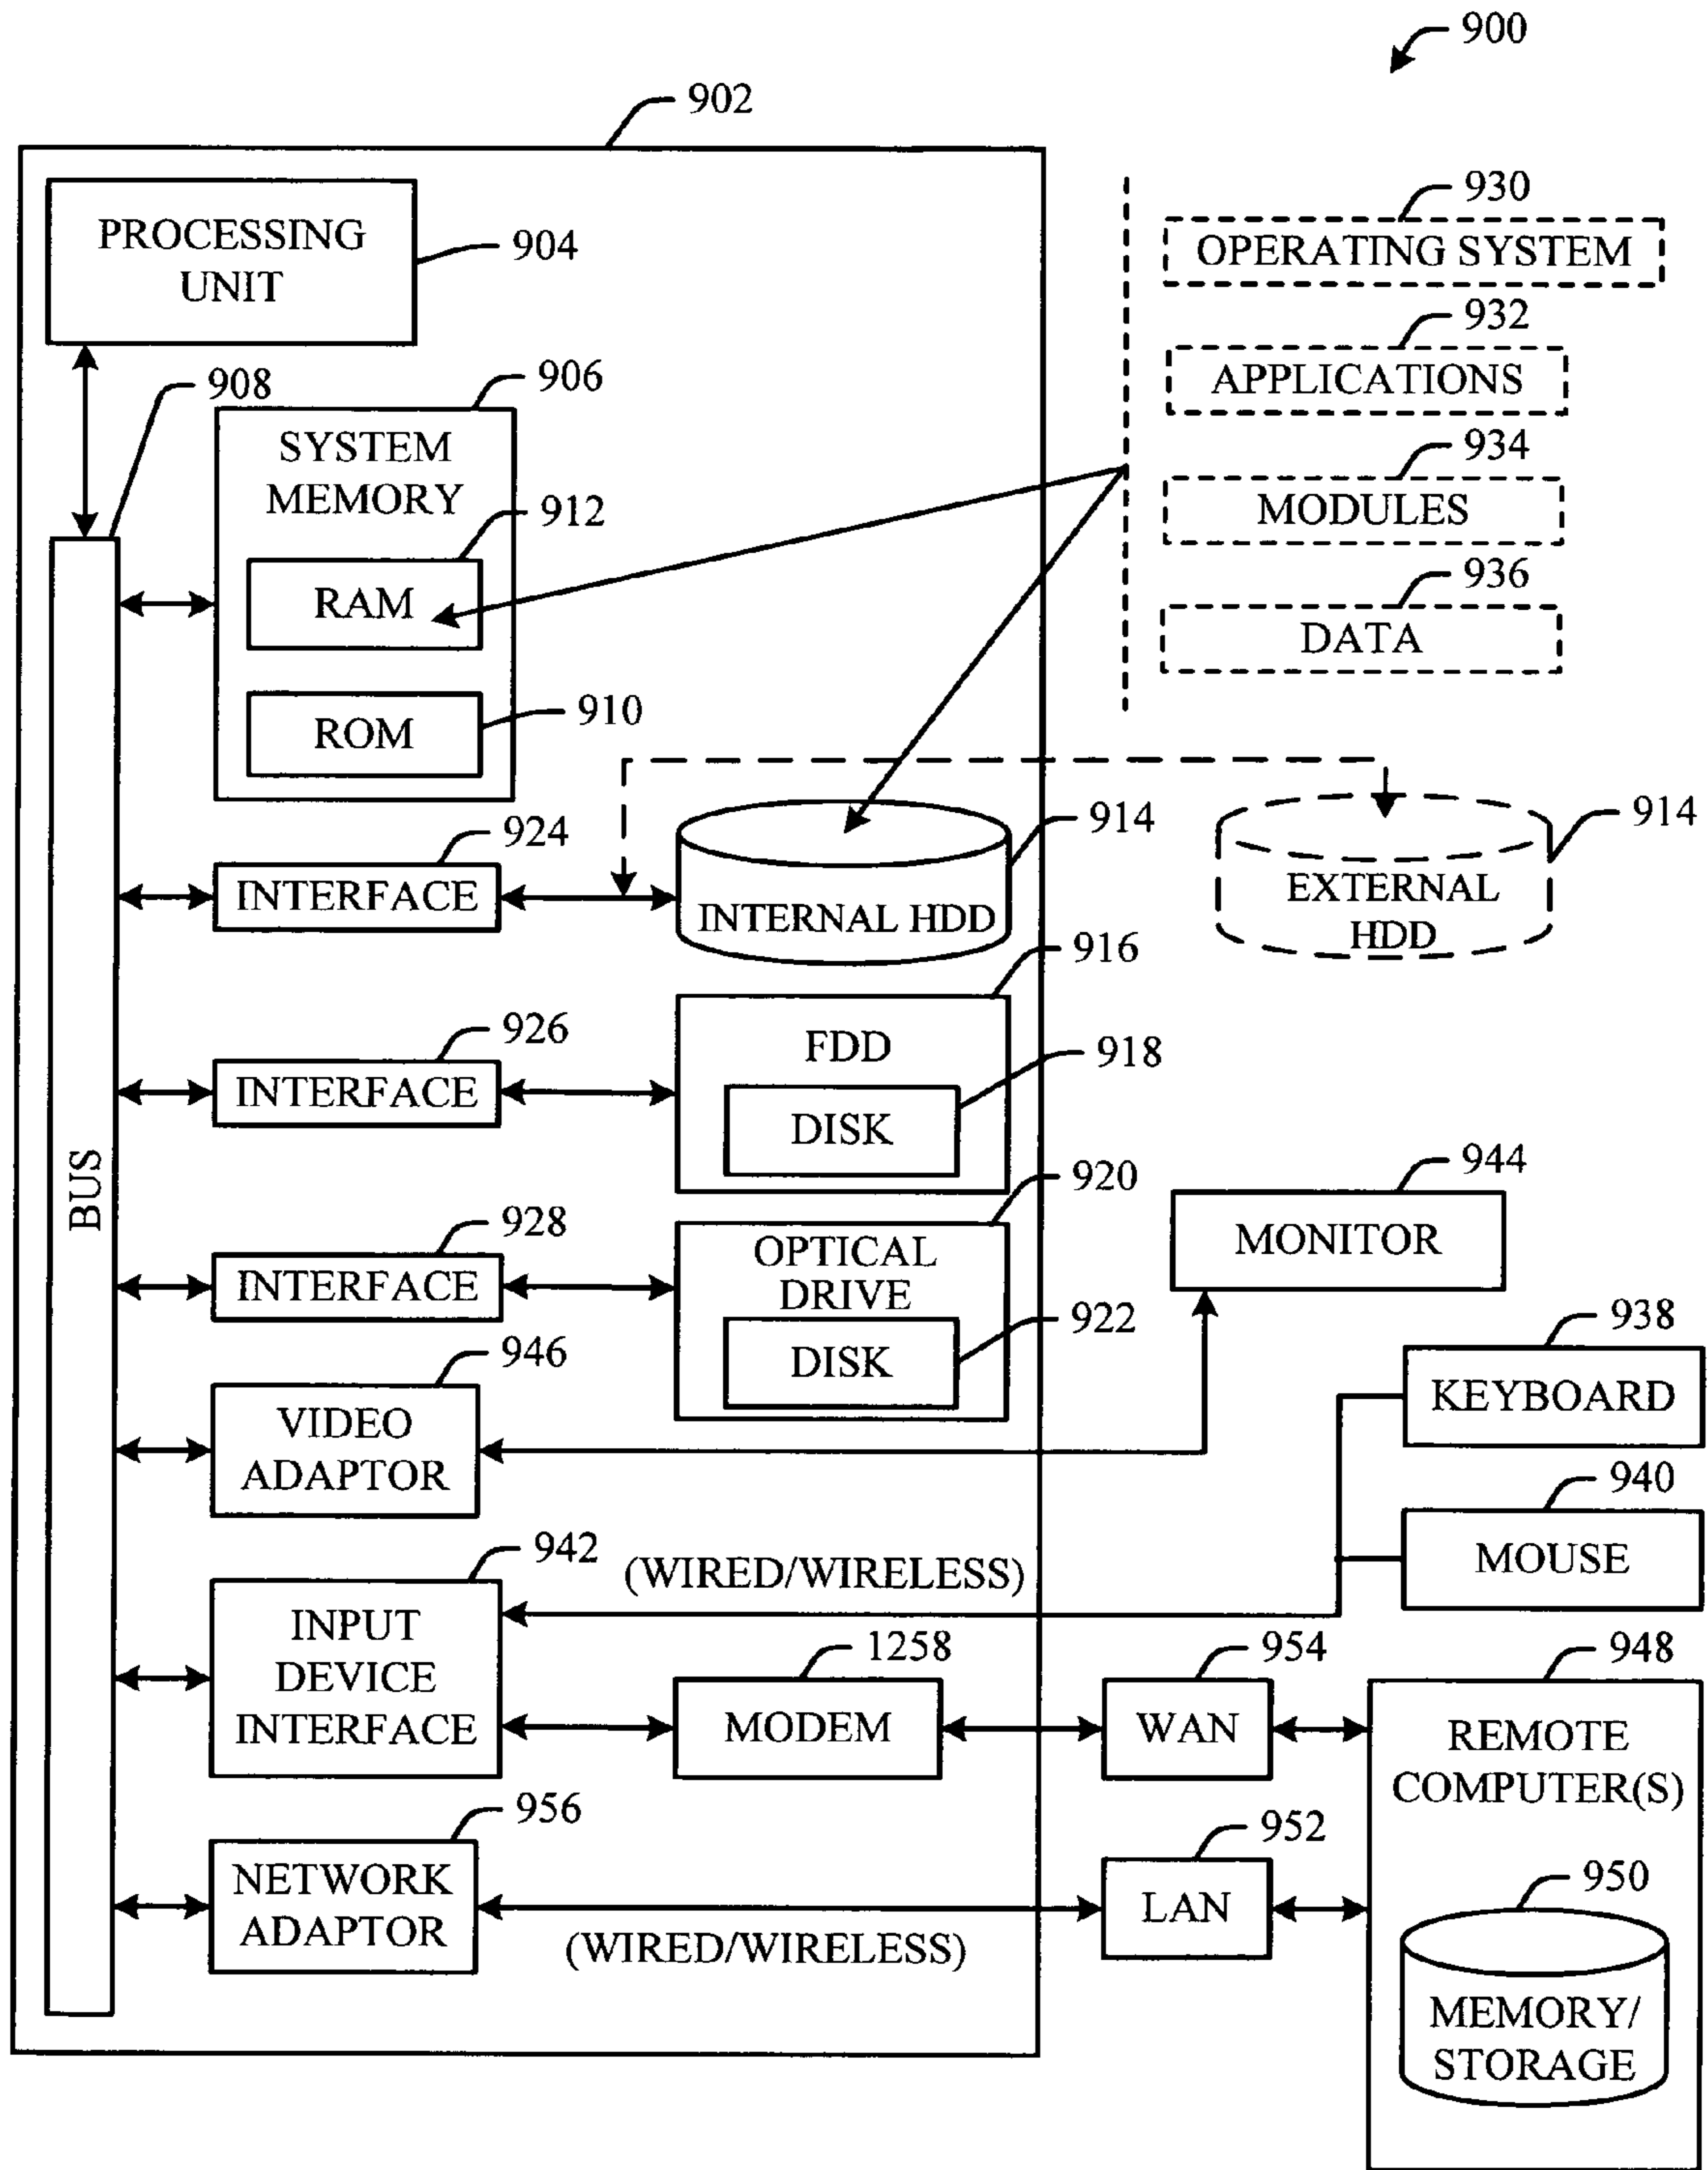 900
902
PROCESSING
UNIT
904
908
906
SYSTEM
MEMORY
912
RAM
910
ROM
930
OPERATING SYSTEM
932
APPLICATIONS
934
MODULES
936
DATA
924
INTERFACE
914
INTERNAL HDD
914
EXTERNAL
HDD
926
INTERFACE
916
FDD
918
DISK
BUS
928
INTERFACE
920
OPTICAL
DRIVE
922
DISK
944
MONITOR
946
VIDEO
ADAPTOR
938
KEYBOARD
940
MOUSE
942
INPUT
DEVICE
INTERFACE
(WIRED/WIRELESS)
1258
MODEM
954
WAN
948
REMOTE
COMPUTER(S)
956
NETWORK
ADAPTOR
(WIRED/WIRELESS)
952
LAN
950
MEMORY/
STORAGE